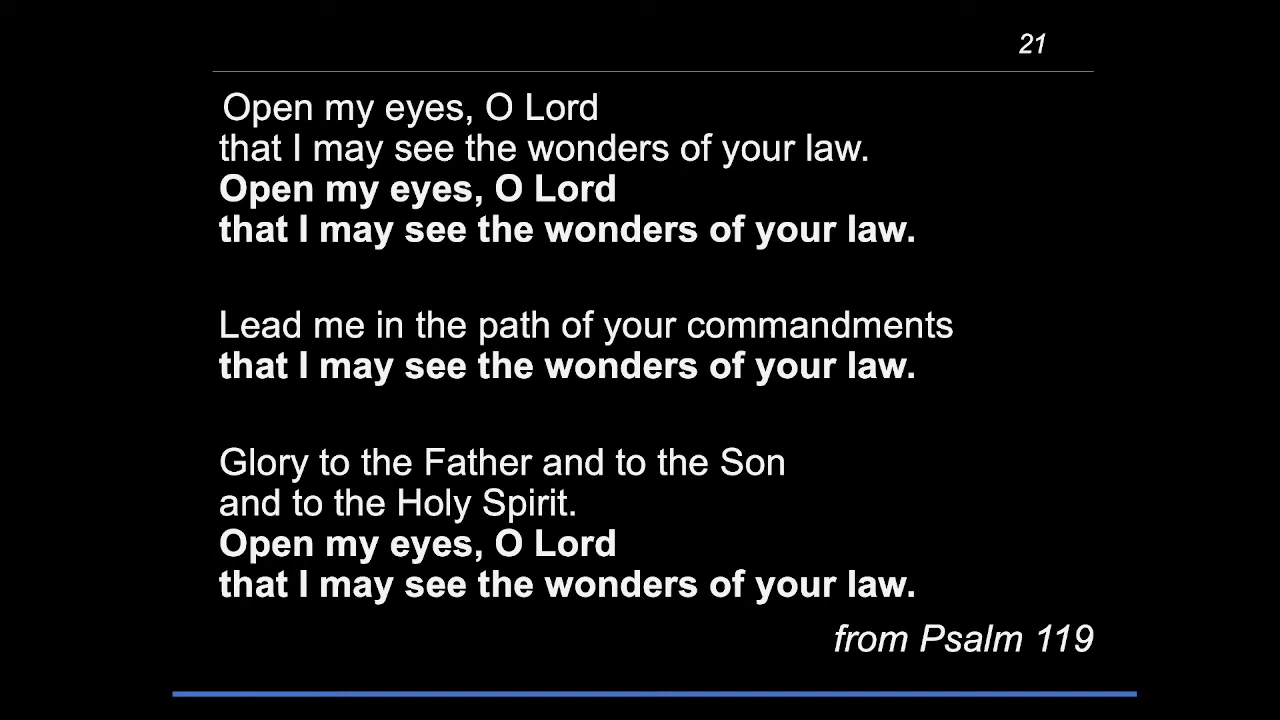 21
Open my eyes, O Lord
that I may see the wonders of your law.
Open my eyes, O Lord
that I may see the wonders of your law.
Lead me in the path of your commandments
that I may see the wonders of your law.
Glory to the Father and to the Son
and to the Holy Spirit.
Open my eyes, O Lord
that I may see the wonders of your law.
from Psalm 119